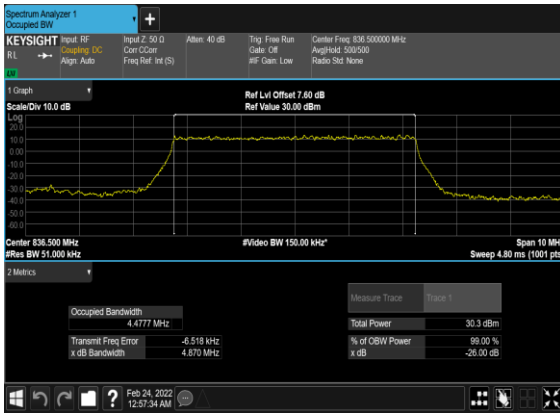 Spectrum Analyzer 1
Occupied BW
+
KEYSIGHT
RL
LM
Input: RF
Coupling: DC
Align: Auto
Input Z: 50 Ω
Corr CCorr
Freq Ref: Int (S)
Atten: 40 dB
Trig: Free Run
Gate: Off
#IF Gain: Low
Center Freq: 836.500000 MHz
Avg|Hold: 500/500
Radio Std: None
1 Graph
Scale/Div 10.0 dB
Ref Lvl Offset 7.60 dB
Ref Value 30.00 dBm
Log
20.0
10.0
0.00
-10.0
-20.0
-30.0
-40.0
-50.0
-60.0
Center 836.500 MHz
#Res BW 51.000 kHz
#Video BW 150.00 kHz*
Span 10 MH
Sweep 4.80 ms (1001 pts
2 Metrics
Measure Trace
Trace 1
Occupied Bandwidth
4.4777 MHz
Total Power
30.3 dBm
Transmit Freq Error
-6.518 kHz
% of OBW Power
99.00 %
x dB Bandwidth
4.870 MHz
x dB
-26.00 dB
?
Feb 24, 2022
12:57:34 AM